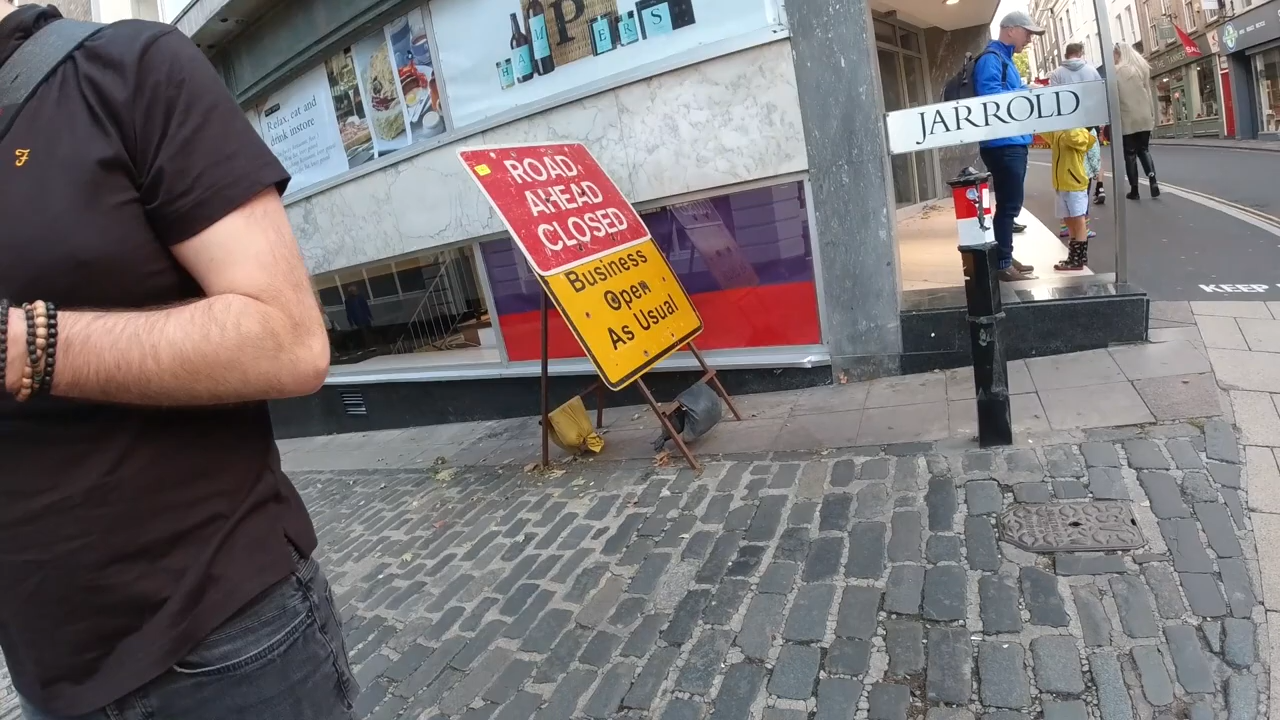 HAMPERS
Relax, eat and
drink instore
ROAD
AHEAD
CLOSED
Business
Open
As Usual
JARROLD
KEEP